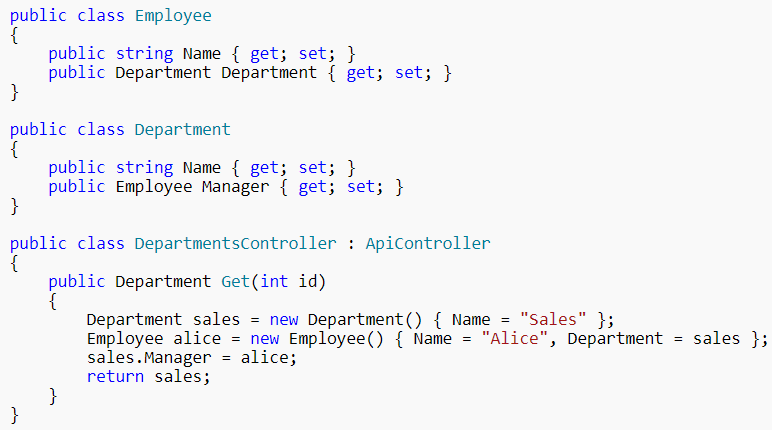 public class Employee
{
    public string Name { get; set; }
    public Department Department { get; set; }
}

public class Department
{
    public string Name { get; set; }
    public Employee Manager { get; set; }
}

public class DepartmentsController : ApiController
{
    public Department Get(int id)
    {
        Department sales = new Department() { Name = "Sales" };
        Employee alice = new Employee() { Name = "Alice", Department = sales };
        sales.Manager = alice;
        return sales;
    }
}